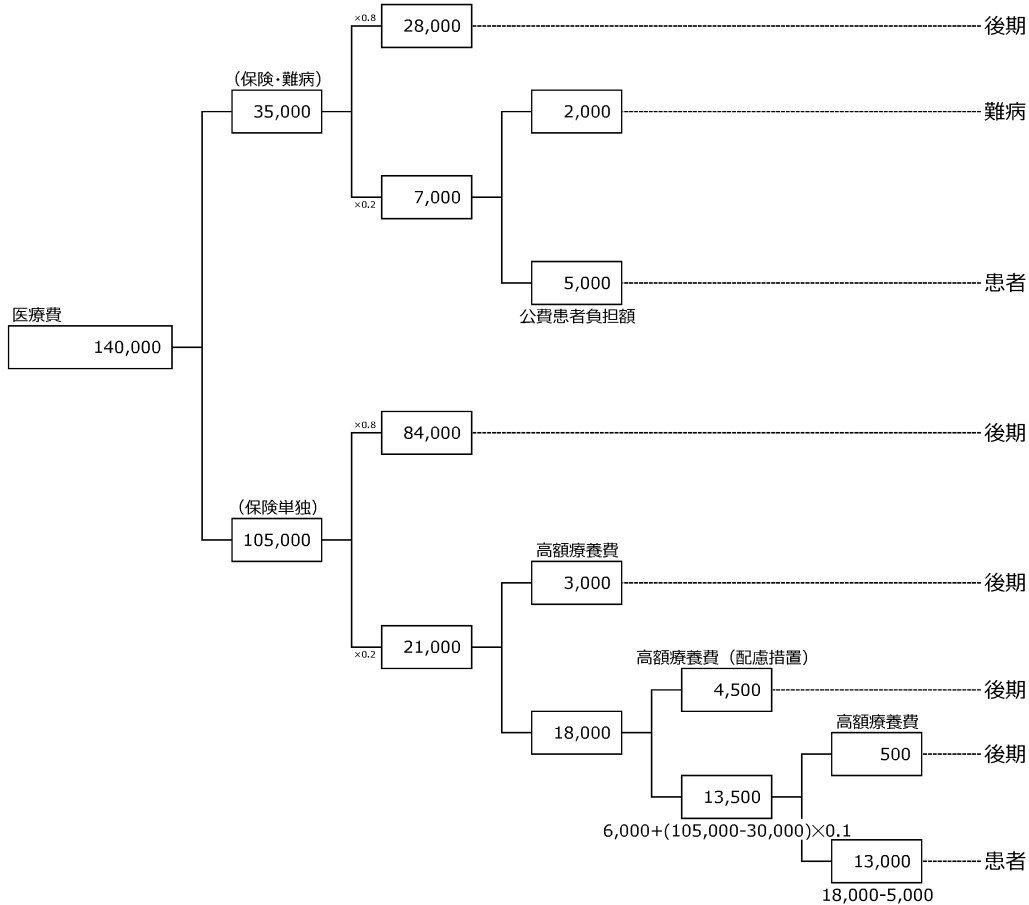 ×0.8
28,000
後期
(保険・難病)
35,000
2,000
難病
×0.2
7,000
5,000
患者
公費患者負担額
医療費
140,000
×0.8
84,000
後期
(保険単独)
105,000
高額療養費
3,000
後期
×0.2
21,000
高額療養費(配慮措置)
4,500
後期
18,000
高額療養費
500
後期
13,500
6,000+(105,000-30,000)×0.1
13,000
患者
18,000-5,000